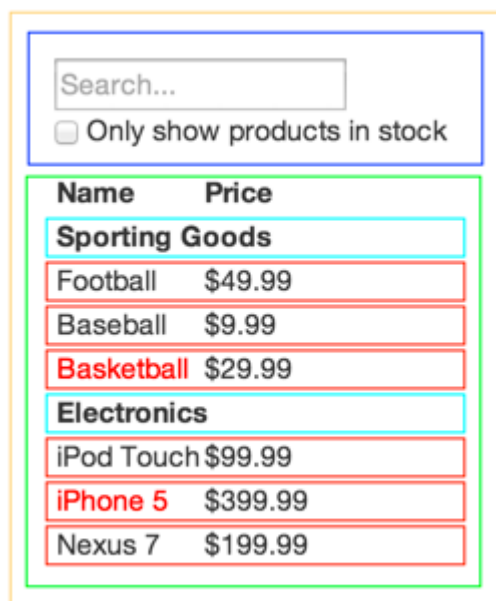 Search...
Only show products in stock
Name Price
Sporting Goods
Football $49.99
Baseball $9.99
Basketball $29.99
Electronics
iPod Touch $99.99
iPhone 5 $399.99
Nexus 7 $199.99